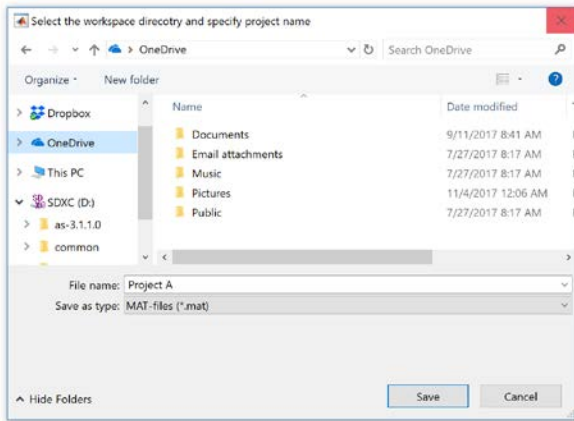 Select the workspace direcotry and specify project name
OneDrive
Search OneDrive
Organize
New folder
Name
Date modified
Dropbox
OneDrive
This PC
SDXC (D:)
as-3.1.1.0
common
Documents 9/11/2017 8:41 AM
Email attachments 7/27/2017 8:17 AM
Music 7/27/2017 8:17 AM
Pictures 11/4/2017 12:06 AM
Public 7/27/2017 8:17 AM
File name: Project A
Save as type: MAT-files (*.mat)
Hide Folders
Save
Cancel